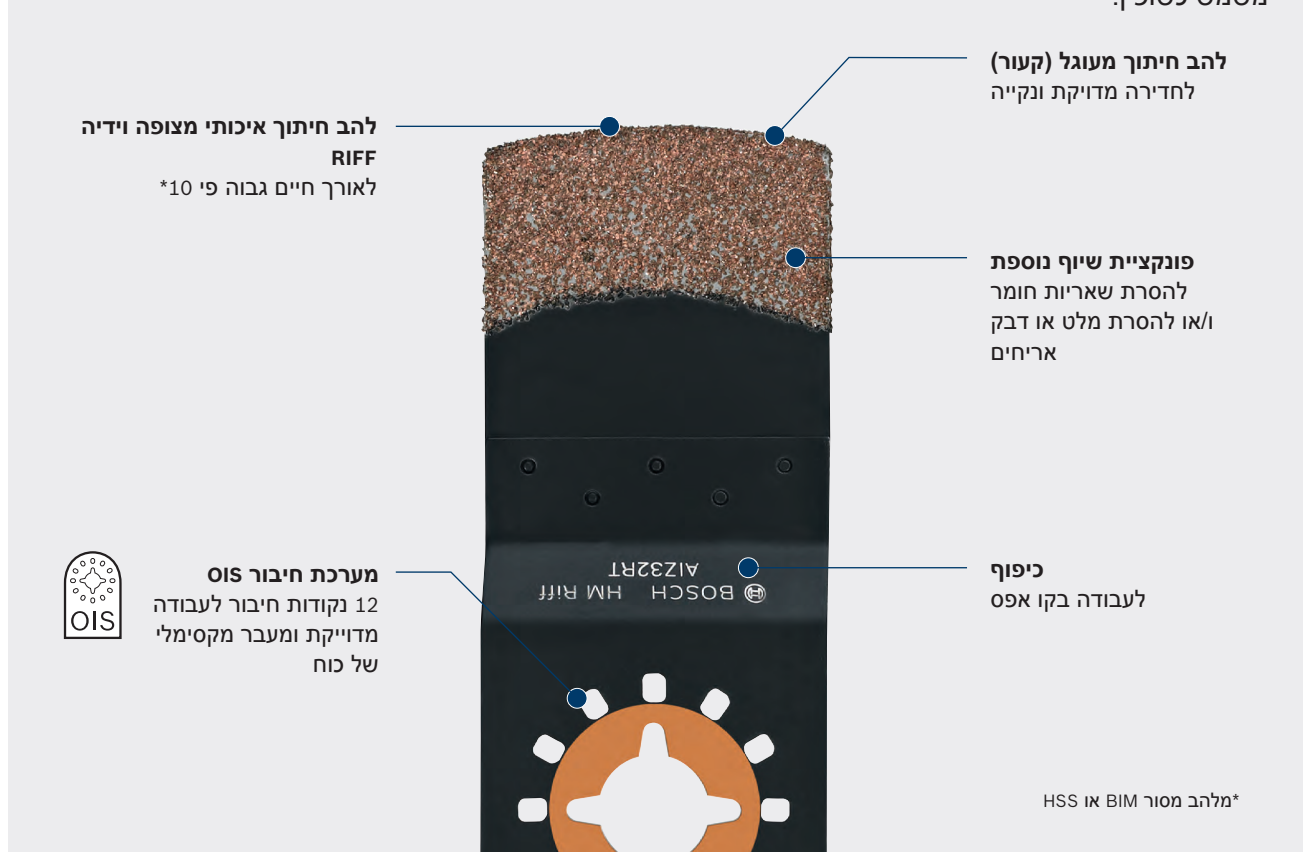 להב חיתוך מעוגל (קעור)
לחדירה מדויקת ונקייה
להב חיתוך איכותי מצופה וידיה
RIFF
לאורך חיים גבוה פי 10*
פונקציית שיוף נוספת
להסרת שאריות חומר
ו/או להסרת מלט או דבק
אריחים
כיפוף
לעבודה בקו אפס
BOSCH HM Riff
AIZ32RT
מערכת חיבור OIS
12 נקודות חיבור לעבודה
מדוייקת ומעבר מקסימלי
של כוח
OIS
*מלהב מסור BIM או HSS